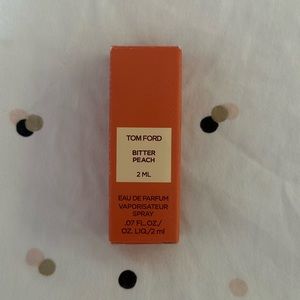 TOM FORD
BITTER
PEACH
2 ML
EAU DE PARFUM
VAPORISATEUR
SPRAY
.07 FL.OZ./
OZ. LIQ./2 ml